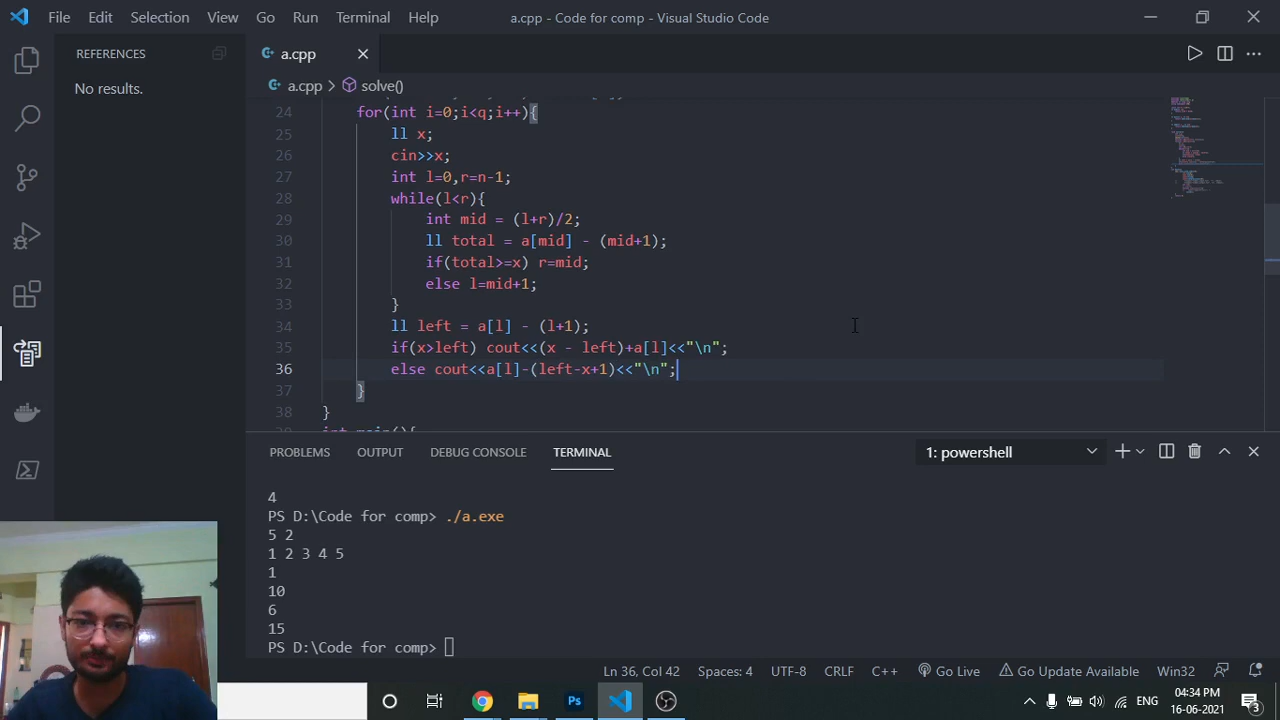 File Edit Selection View Go Run Terminal Help
a.cpp - Code for comp - Visual Studio Code
REFERENCES
No results.
a.cpp
a.cpp > solve()
24 for(int i=0;i<q;i++){
25 ll x;
26 cin>>x;
27 int l=0,r=n-1;
28 while(l<r){
29 int mid = (l+r)/2;
30 ll total = a[mid] - (mid+1);
31 if(total>=x) r=mid;
32 else l=mid+1;
33 }
34 ll left = a[l] - (l+1);
35 if(x>left) cout<<(x - left)+a[l]<<"\n";
36 else cout<<a[l]-(left-x+1)<<"\n";
37 }
38 }
int main(){
PROBLEMS OUTPUT DEBUG CONSOLE TERMINAL
1: powershell
4
PS D:\Code for comp> ./a.exe
5 2
1 2 3 4 5
1
10
6
15
PS D:\Code for comp>
Ln 36, Col 42 Spaces: 4 UTF-8 CRLF C++ Go Live Go Update Available Win32
Ps
ENG
04:34 PM
16-06-2021
3